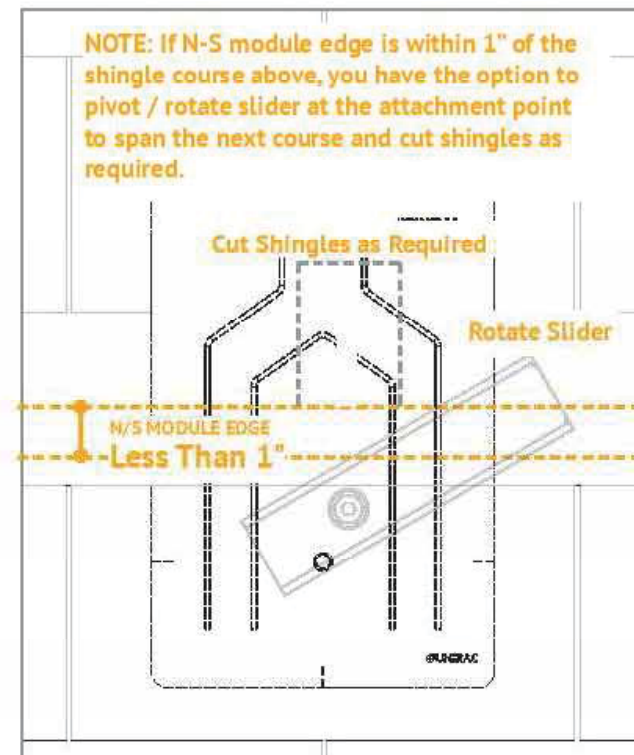 NOTE: If N-S module edge is within 1" of the
shingle course above, you have the option to
pivot / rotate slider at the attachment point
to span the next course and cut shingles as
required.
Cut Shingles as Required
Rotate Slider
N/S MODULE EDGE
Less Than 1"
UNIRAC